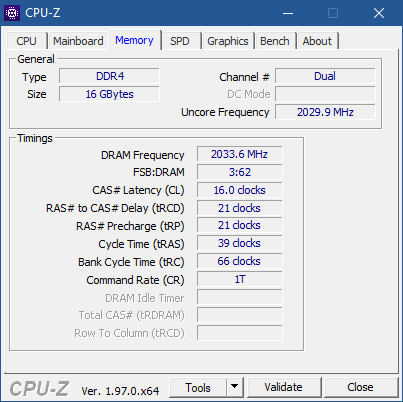 CPU-Z
CPU Mainboard Memory SPD Graphics Bench About
General
Type DDR4 Channel # Dual
Size 16 GBytes DC Mode
Uncore Frequency 2029.9 MHz
Timings
DRAM Frequency 2033.6 MHz
FSB:DRAM 3:62
CAS# Latency (CL) 16.0 clocks
RAS# to CAS# Delay (tRCD) 21 clocks
RAS# Precharge (tRP) 21 clocks
Cycle Time (tRAS) 39 clocks
Bank Cycle Time (tRC) 66 clocks
Command Rate (CR) 1T
DRAM Idle Timer
Total CAS# (tRDRAM)
Row To Column (tRCD)
CPU-Z Ver. 1.97.0.x64 Tools Validate Close